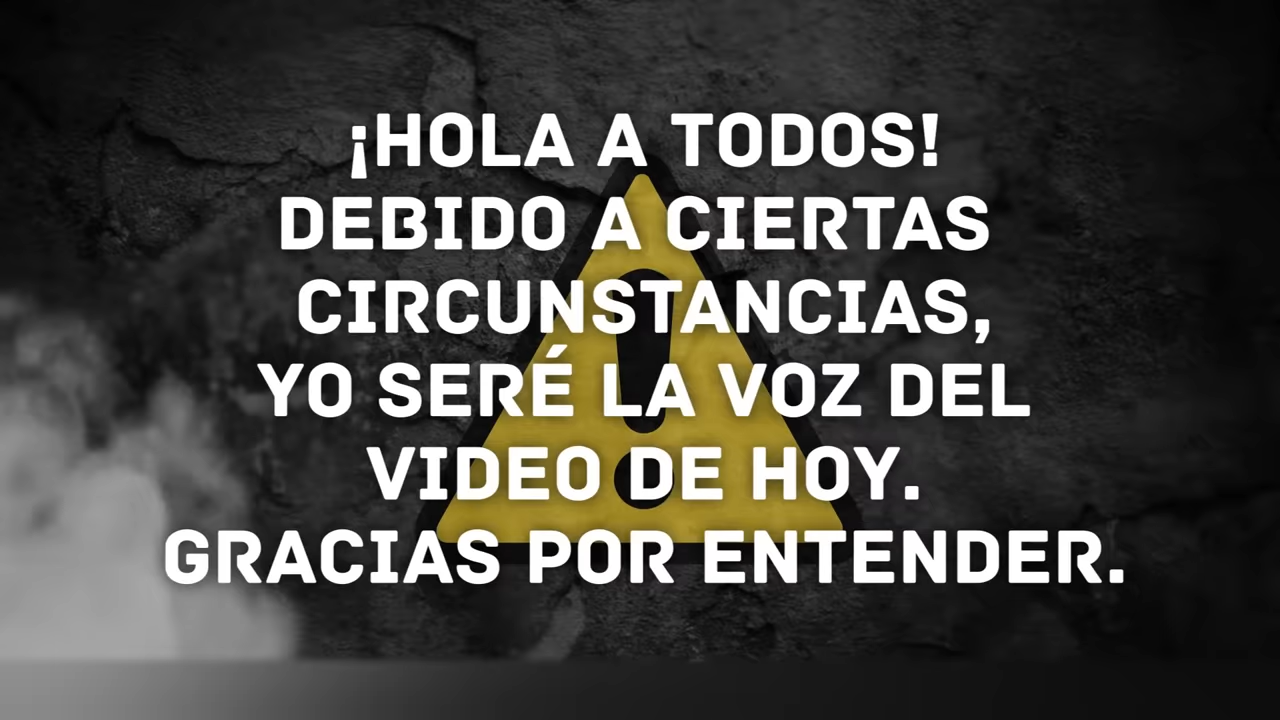 ¡HOLA A TODOS!
DEBIDO A CIERTAS
CIRCUNSTANCIAS,
YO SERÉ LA VOZ DEL
VIDEO DE HOY.
GRACIAS POR ENTENDER.